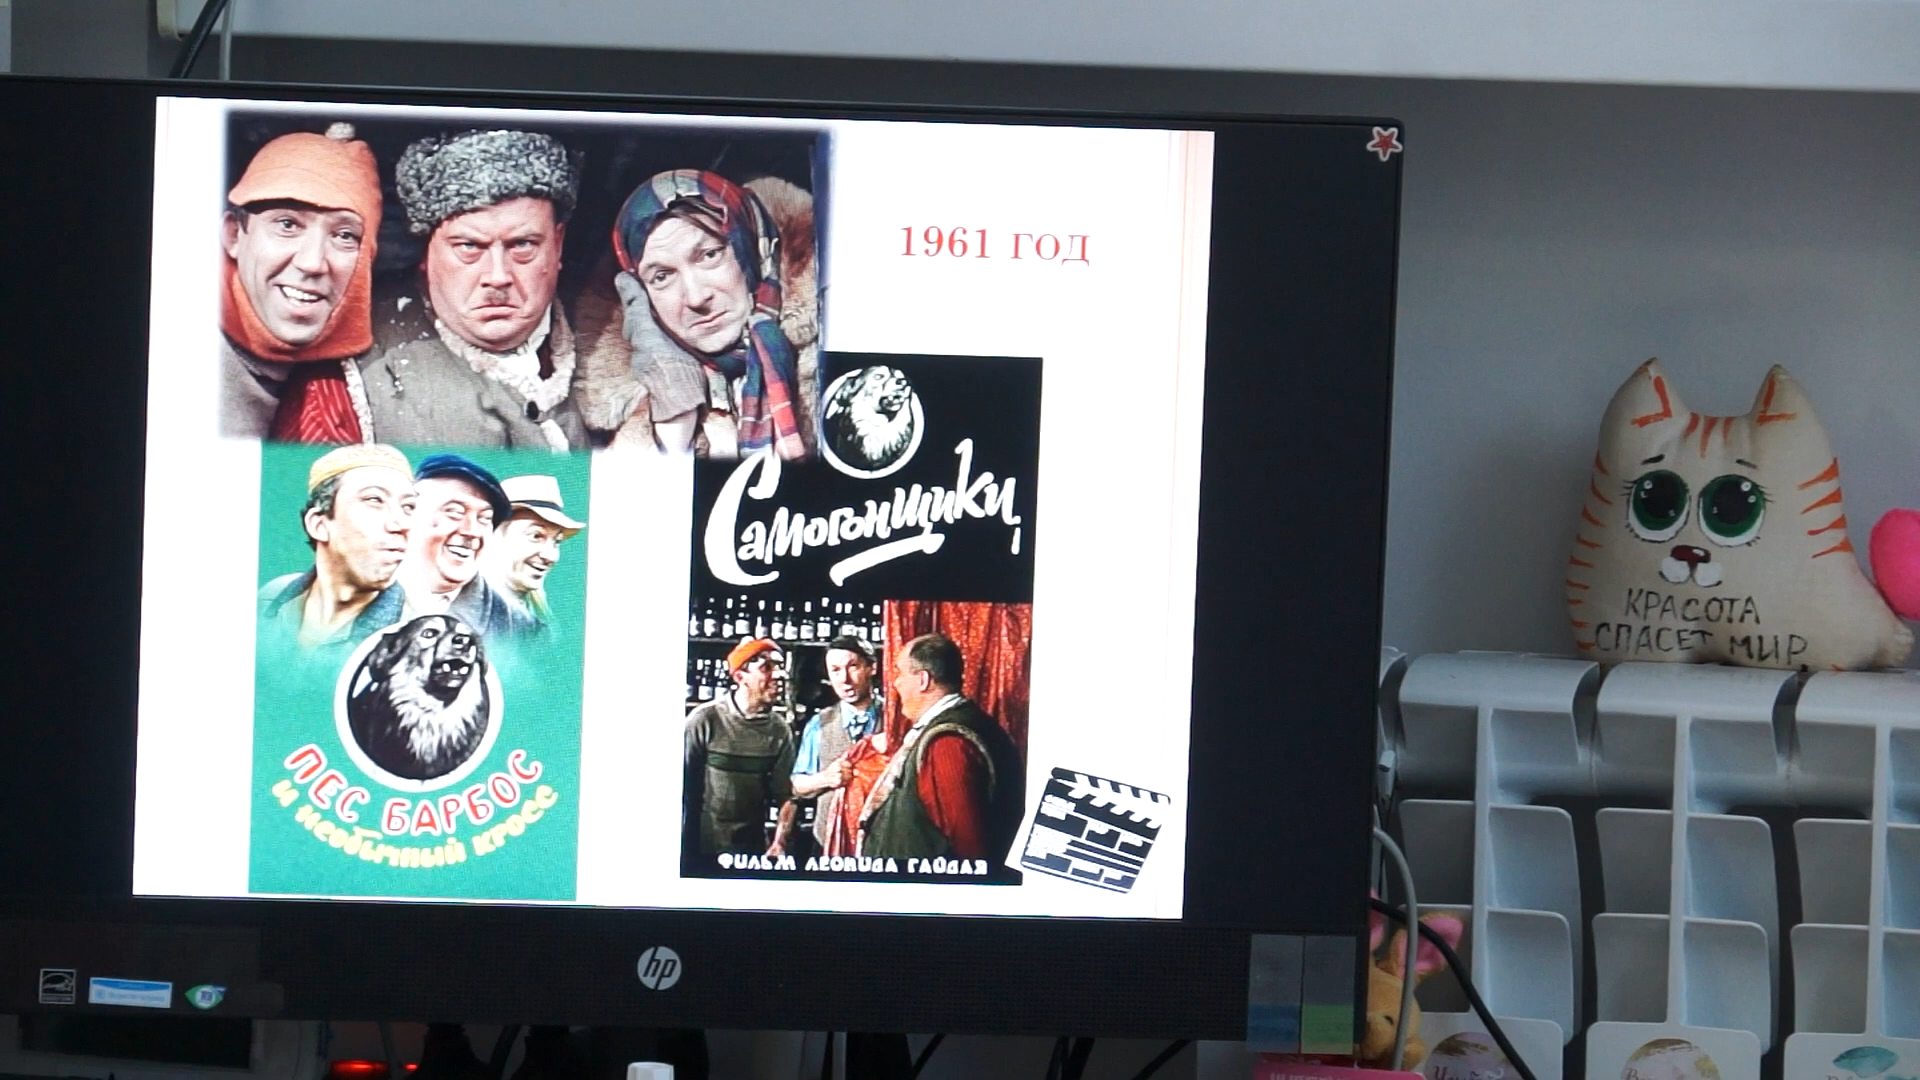 1961 год
Самогонщики
ПЕС БАРБОС
и необычный кросс
ФИЛЬМ ЛЕОНИДА ГАЙДАЯ
КРАСОТА
СПАСЕТ МИР
hp